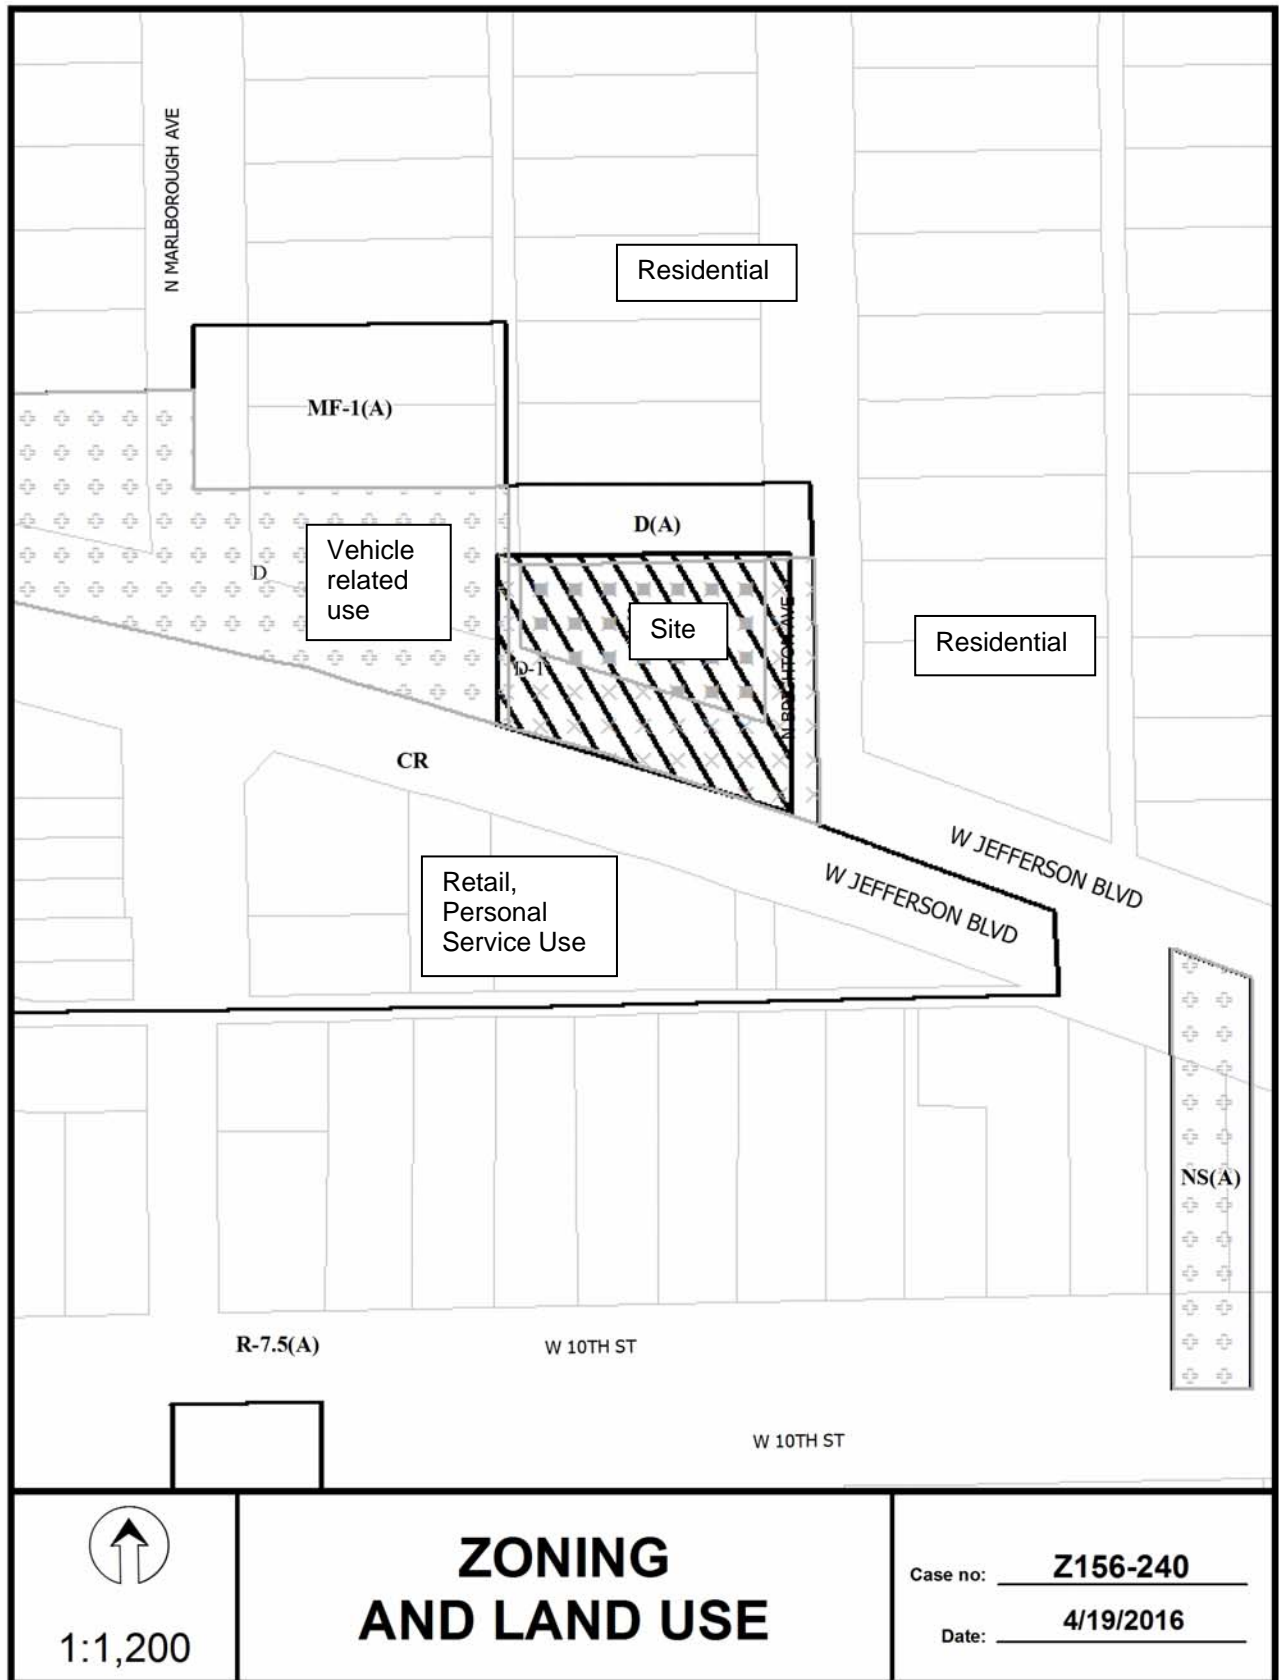 N MARLBOROUGH AVE
Residential
MF-1(A)
D(A)
Vehicle
related
use
D
Site
D-1
N BRIGHTON AVE
Residential
CR
W JEFFERSON BLVD
W JEFFERSON BLVD
Retail,
Personal
Service Use
NS(A)
R-7.5(A)
W 10TH ST
W 10TH ST
1:1,200
ZONING
AND LAND USE
Case no: Z156-240
Date: 4/19/2016